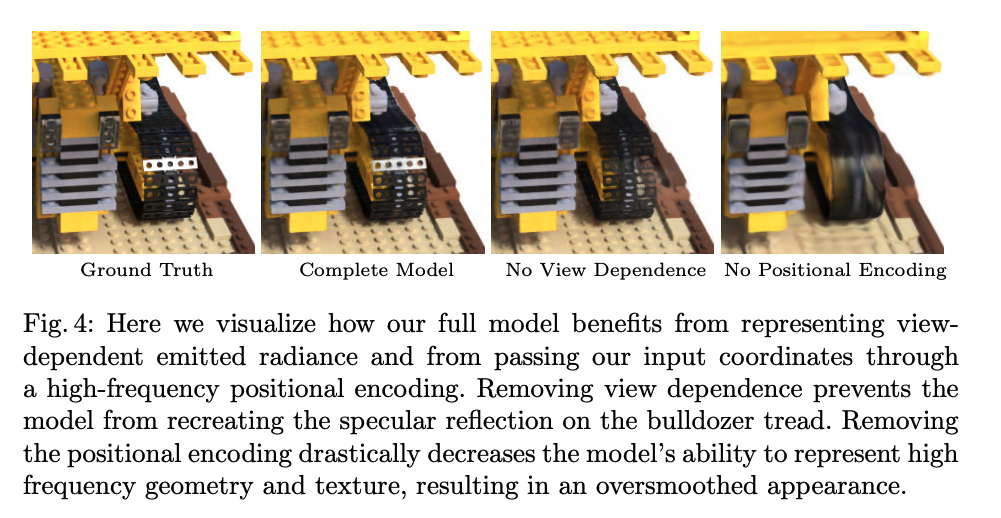 Ground Truth
Complete Model
No View Dependence
No Positional Encoding
Fig. 4: Here we visualize how our full model benefits from representing view-
dependent emitted radiance and from passing our input coordinates through
a high-frequency positional encoding. Removing view dependence prevents the
model from recreating the specular reflection on the bulldozer tread. Removing
the positional encoding drastically decreases the model’s ability to represent high
frequency geometry and texture, resulting in an oversmoothed appearance.